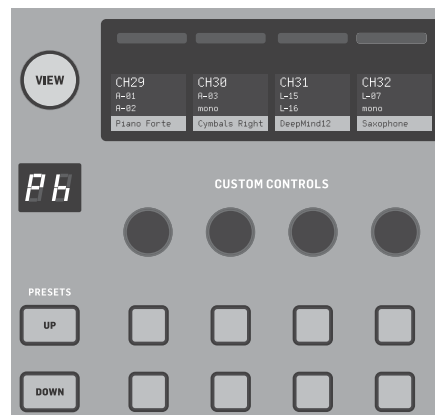 VIEW
CH29 CH30 CH31 CH32
A-01 A-03 L-15 L-07
A-02 mono L-16 mono
Piano Forte Cymbals Right DeepMind12 Saxophone
Ph
CUSTOM CONTROLS
PRESETS
UP
DOWN